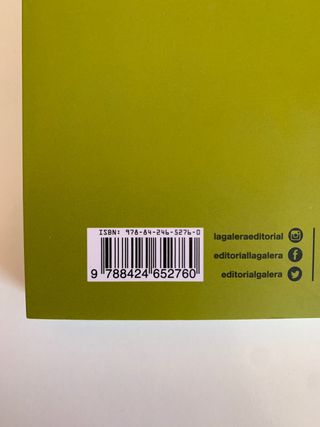 ISBN: 978-84-246-5276-0
9 788424 652760
lagaleraeditorial
editoriallagalera
editorialgalera